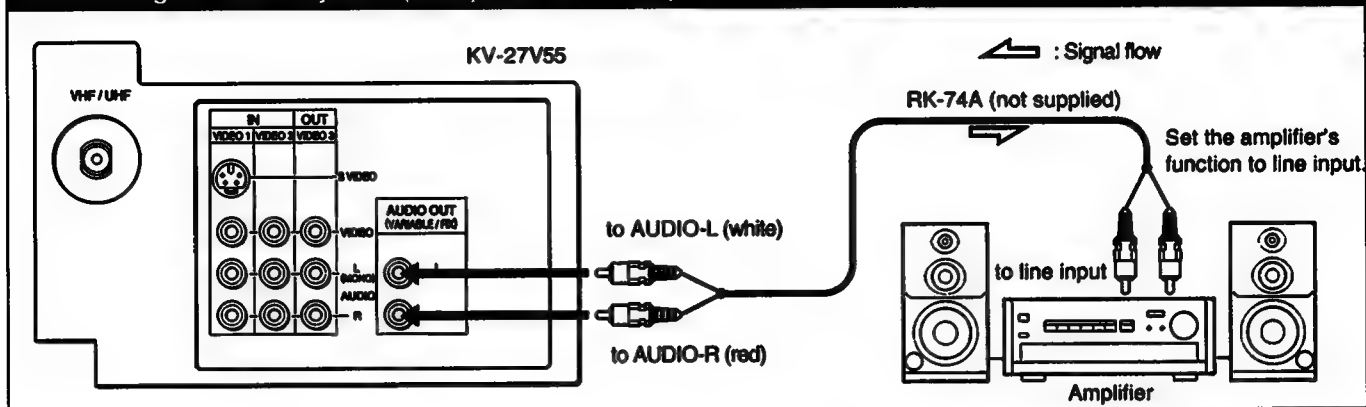 KV-27V55
: Signal flow
VHF / UHF
RK-74A (not supplied)
IN OUT
VIDEO 1 VIDEO 2 VIDEO 3
Set the amplifier's
function to line input.
S VIDEO
AUDIO OUT
(VARIABLE / FIX)
VIDEO
to AUDIO-L (white)
L
(MONO)
AUDIO
R
to line input
to AUDIO-R (red)
Amplifier